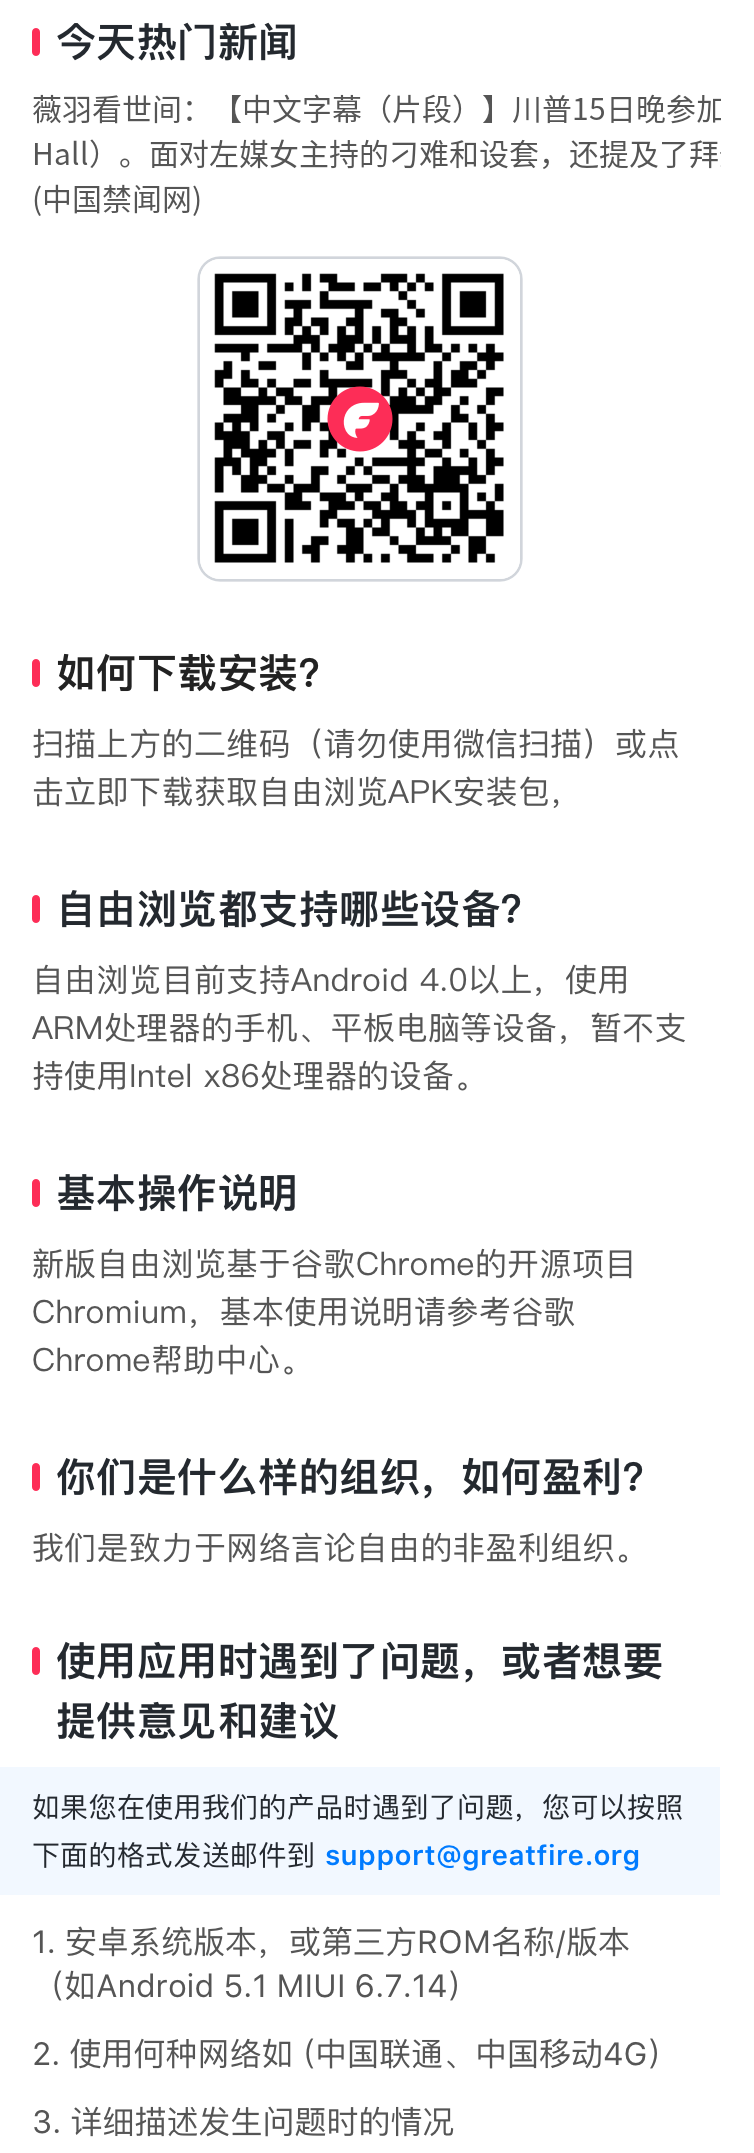 今天热门新闻
薇羽看世间：【中文字幕（片段）】川普15日晚参加
Hall）。面对左媒女主持的刁难和设套，还提及了拜
(中国禁闻网)
如何下载安装?
扫描上方的二维码（请勿使用微信扫描）或点
击立即下载获取自由浏览APK安装包，
自由浏览都支持哪些设备?
自由浏览目前支持Android 4.0以上，使用
ARM处理器的手机、平板电脑等设备，暂不支
持使用Intel x86处理器的设备。
基本操作说明
新版自由浏览基于谷歌Chrome的开源项目
Chromium，基本使用说明请参考谷歌
Chrome帮助中心。
你们是什么样的组织，如何盈利?
我们是致力于网络言论自由的非盈利组织。
使用应用时遇到了问题，或者想要
提供意见和建议
如果您在使用我们的产品时遇到了问题，您可以按照
下面的格式发送邮件到 support@greatfire.org
1. 安卓系统版本，或第三方ROM名称/版本
（如Android 5.1 MIUI 6.7.14）
2. 使用何种网络如 (中国联通、中国移动4G）
3. 详细描述发生问题时的情况